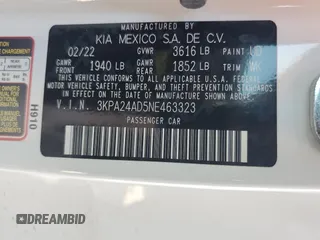 MANUFACTURED BY
KIA MEXICO S.A. DE C.V.
02/22 GVWR 3616 LB PAINT UD
GAWR 1940 LB GAWR 1852 LB TRIM WK
THIS VEHICLE CONFORMS TO ALL APPLICABLE FEDERAL
MOTOR VEHICLE SAFETY, BUMPER, AND THEFT PREVENTION
STANDARDS IN EFFECT ON THE DATE OF MANUFACTURE SHOWN ABOVE.
V.I.N. 3KPA24AD5NE463323
PASSENGER CAR
H910
DREAMBID